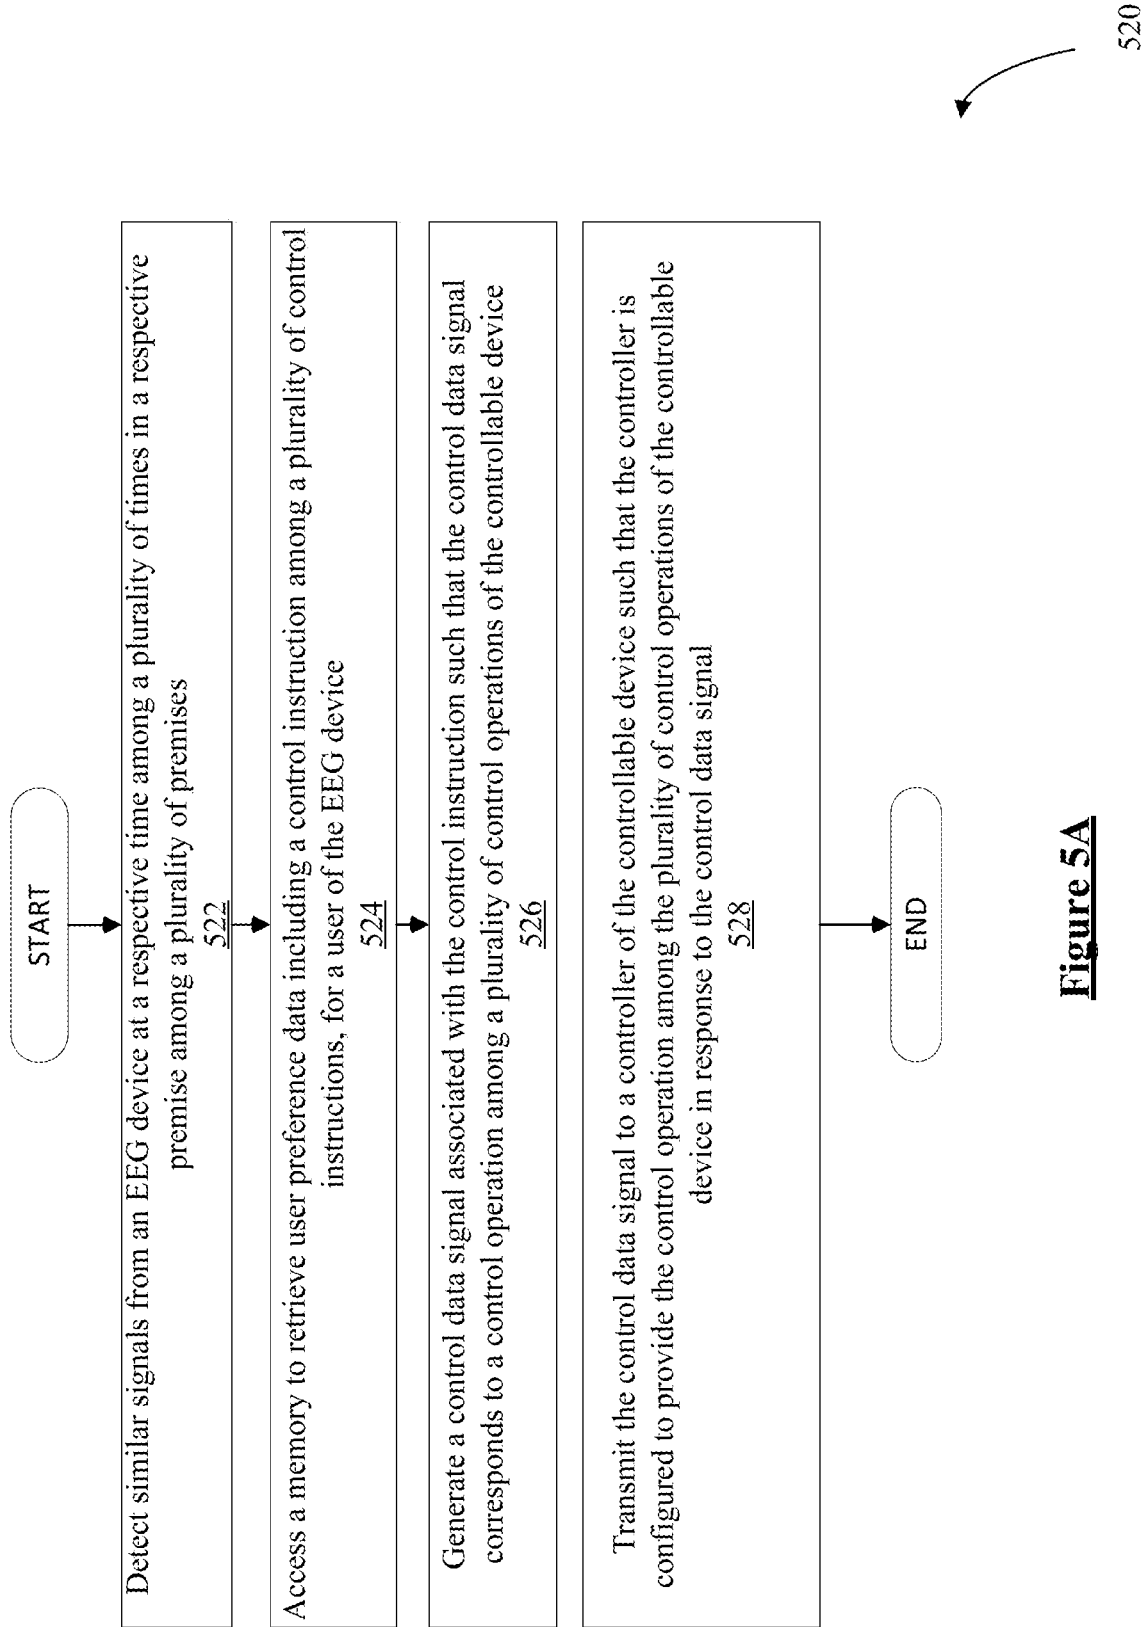 520
START
Detect similar signals from an EEG device at a respective time among a plurality of times in a respective
premise among a plurality of premises
522
Access a memory to retrieve user preference data including a control instruction among a plurality of control
instructions, for a user of the EEG device
524
Generate a control data signal associated with the control instruction such that the control data signal
corresponds to a control operation among a plurality of control operations of the controllable device
526
Transmit the control data signal to a controller of the controllable device such that the controller is
configured to provide the control operation among the plurality of control operations of the controllable
device in response to the control data signal
528
END
Figure 5A